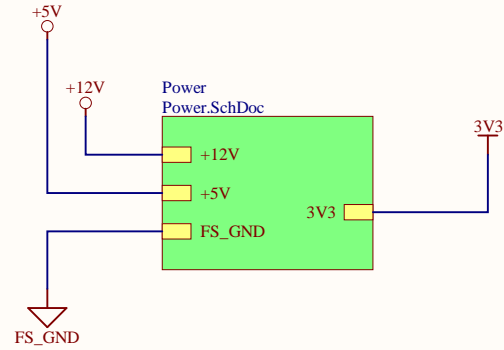 +5V
+12V
Power
Power.SchDoc
3V3
+12V
+5V
3V3
FS_GND
FS_GND